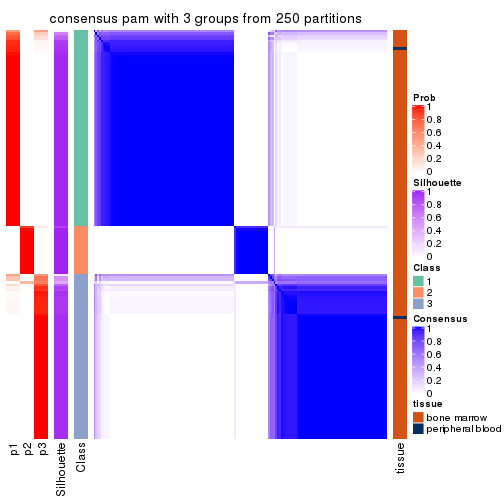 consensus pam with 3 groups from 250 partitions
Prob
1
0.8
0.6
0.4
0.2
0
Silhouette
1
0.8
0.6
0.4
0.2
0
Class
1
2
3
Consensus
1
0.8
0.6
0.4
0.2
0
tissue
bone marrow
peripheral blood
p1
p2
p3
Silhouette
Class
tissue